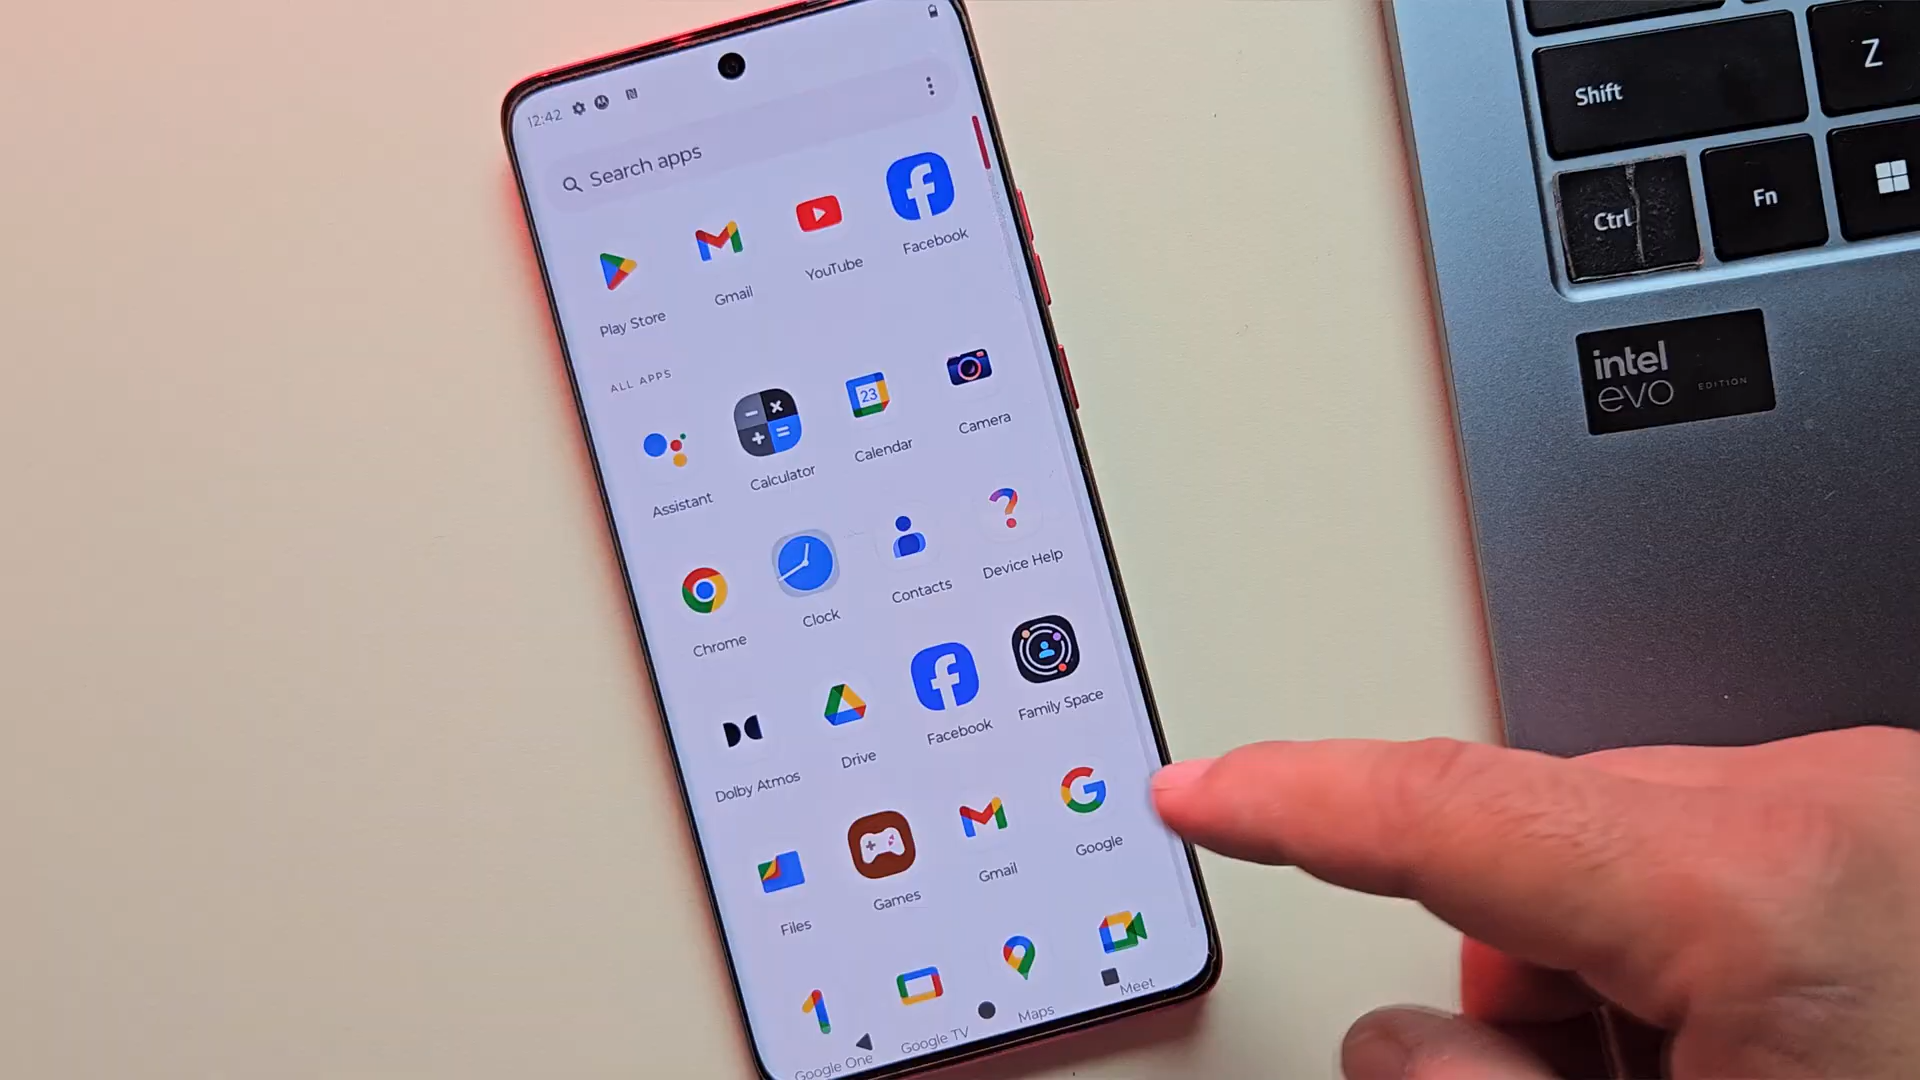 12:42
Search apps
Play Store
Gmail
YouTube
Facebook
ALL APPS
Assistant
Calculator
23
Calendar
Camera
Chrome
Clock
Contacts
Device Help
Dolby Atmos
Drive
Facebook
Family Space
Files
Games
Gmail
Google
Google One
Google TV
Maps
Meet
Shift
Z
Ctrl
Fn
intel
evo EDITION